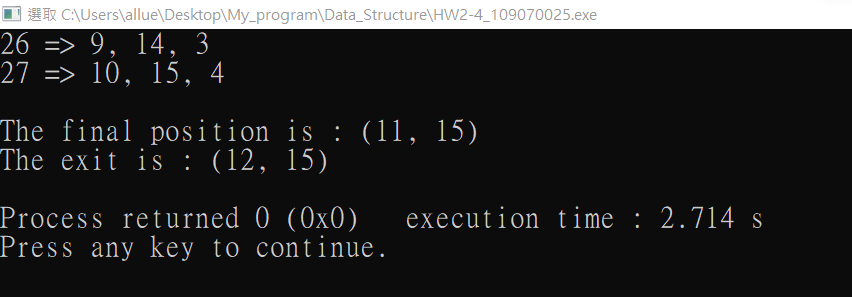 選取 C:\Users\allue\Desktop\My_program\Data_Structure\HW2-4_109070025.exe
26 => 9, 14, 3
27 => 10, 15, 4
The final position is : (11, 15)
The exit is : (12, 15)
Process returned 0 (0x0)   execution time : 2.714 s
Press any key to continue.